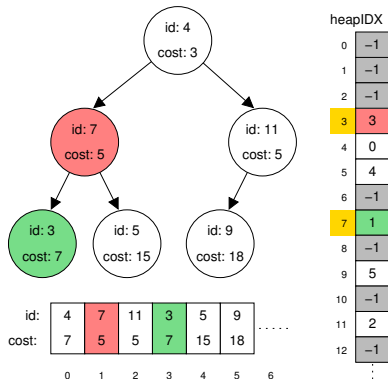 heapIDX
id: 4
cost: 3
id: 7
cost: 5
id: 11
cost: 5
id: 3
cost: 7
id: 5
cost: 15
id: 9
cost: 18
id: 4 7 11 3 5 9
cost: 7 5 5 7 15 18 .....
0 1 2 3 4 5 6
0 −1
1 −1
2 −1
3 3
4 0
5 4
6 −1
7 1
8 −1
9 5
10 −1
11 2
12 −1